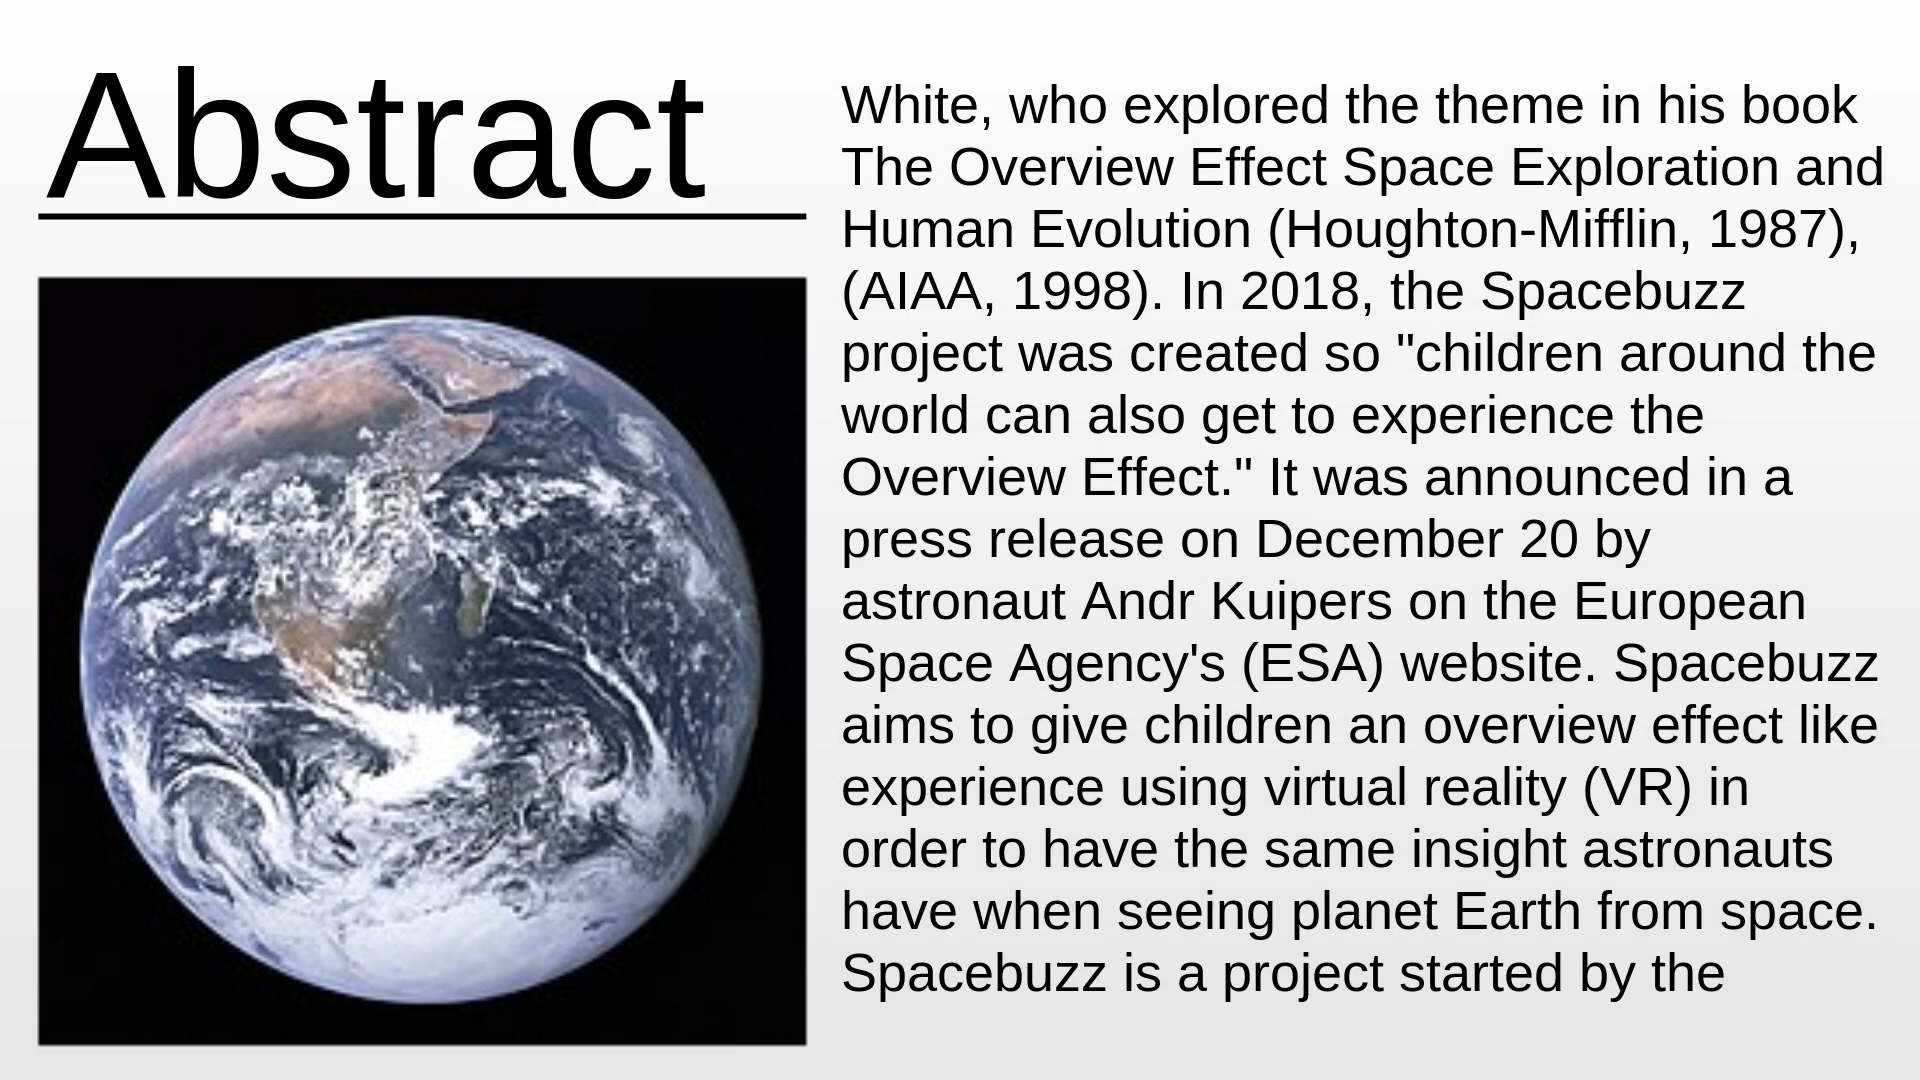 Abstract
White, who explored the theme in his book
The Overview Effect Space Exploration and
Human Evolution (Houghton-Mifflin, 1987),
(AIAA, 1998). In 2018, the Spacebuzz
project was created so "children around the
world can also get to experience the
Overview Effect." It was announced in a
press release on December 20 by
astronaut Andr Kuipers on the European
Space Agency's (ESA) website. Spacebuzz
aims to give children an overview effect like
experience using virtual reality (VR) in
order to have the same insight astronauts
have when seeing planet Earth from space.
Spacebuzz is a project started by the